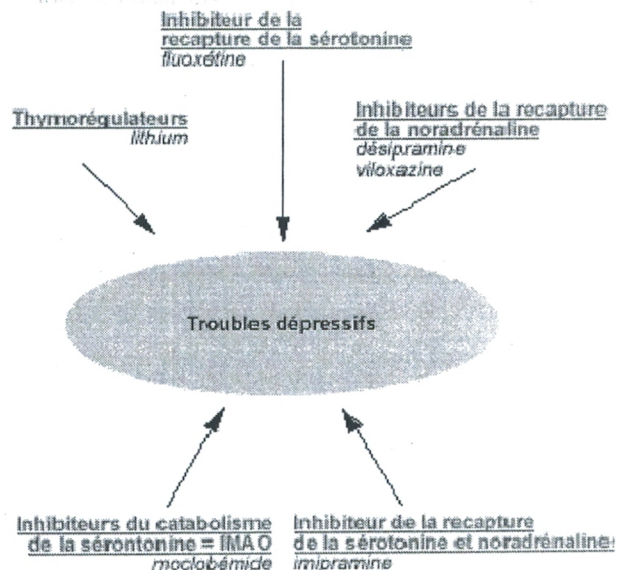 Inhibiteur de la
recapture de la sérotonine
fluoxétine
Thymorégulateurs
lithium
Inhibiteurs de la recapture
de la noradrénaline
désipramine
viloxazine
Troubles dépressifs
Inhibiteurs du catabolisme
de la sérontonine = IMAO
moclobémide
Inhibiteur de la recapture
de la sérotonine et noradrénaline
imipramine